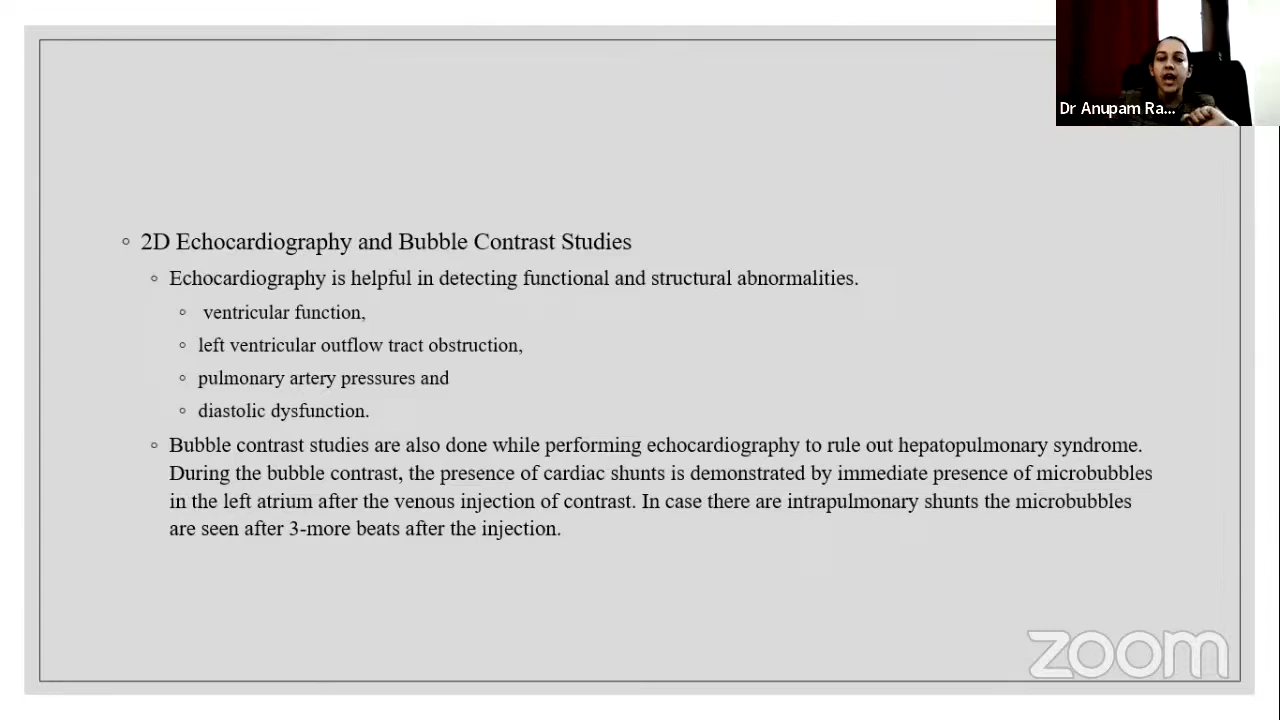 Dr Anupam Ra...
2D Echocardiography and Bubble Contrast Studies
Echocardiography is helpful in detecting functional and structural abnormalities.
ventricular function,
left ventricular outflow tract obstruction,
pulmonary artery pressures and
diastolic dysfunction.
Bubble contrast studies are also done while performing echocardiography to rule out hepatopulmonary syndrome.
During the bubble contrast, the presence of cardiac shunts is demonstrated by immediate presence of microbubbles
in the left atrium after the venous injection of contrast. In case there are intrapulmonary shunts the microbubbles
are seen after 3-more beats after the injection.
zoom